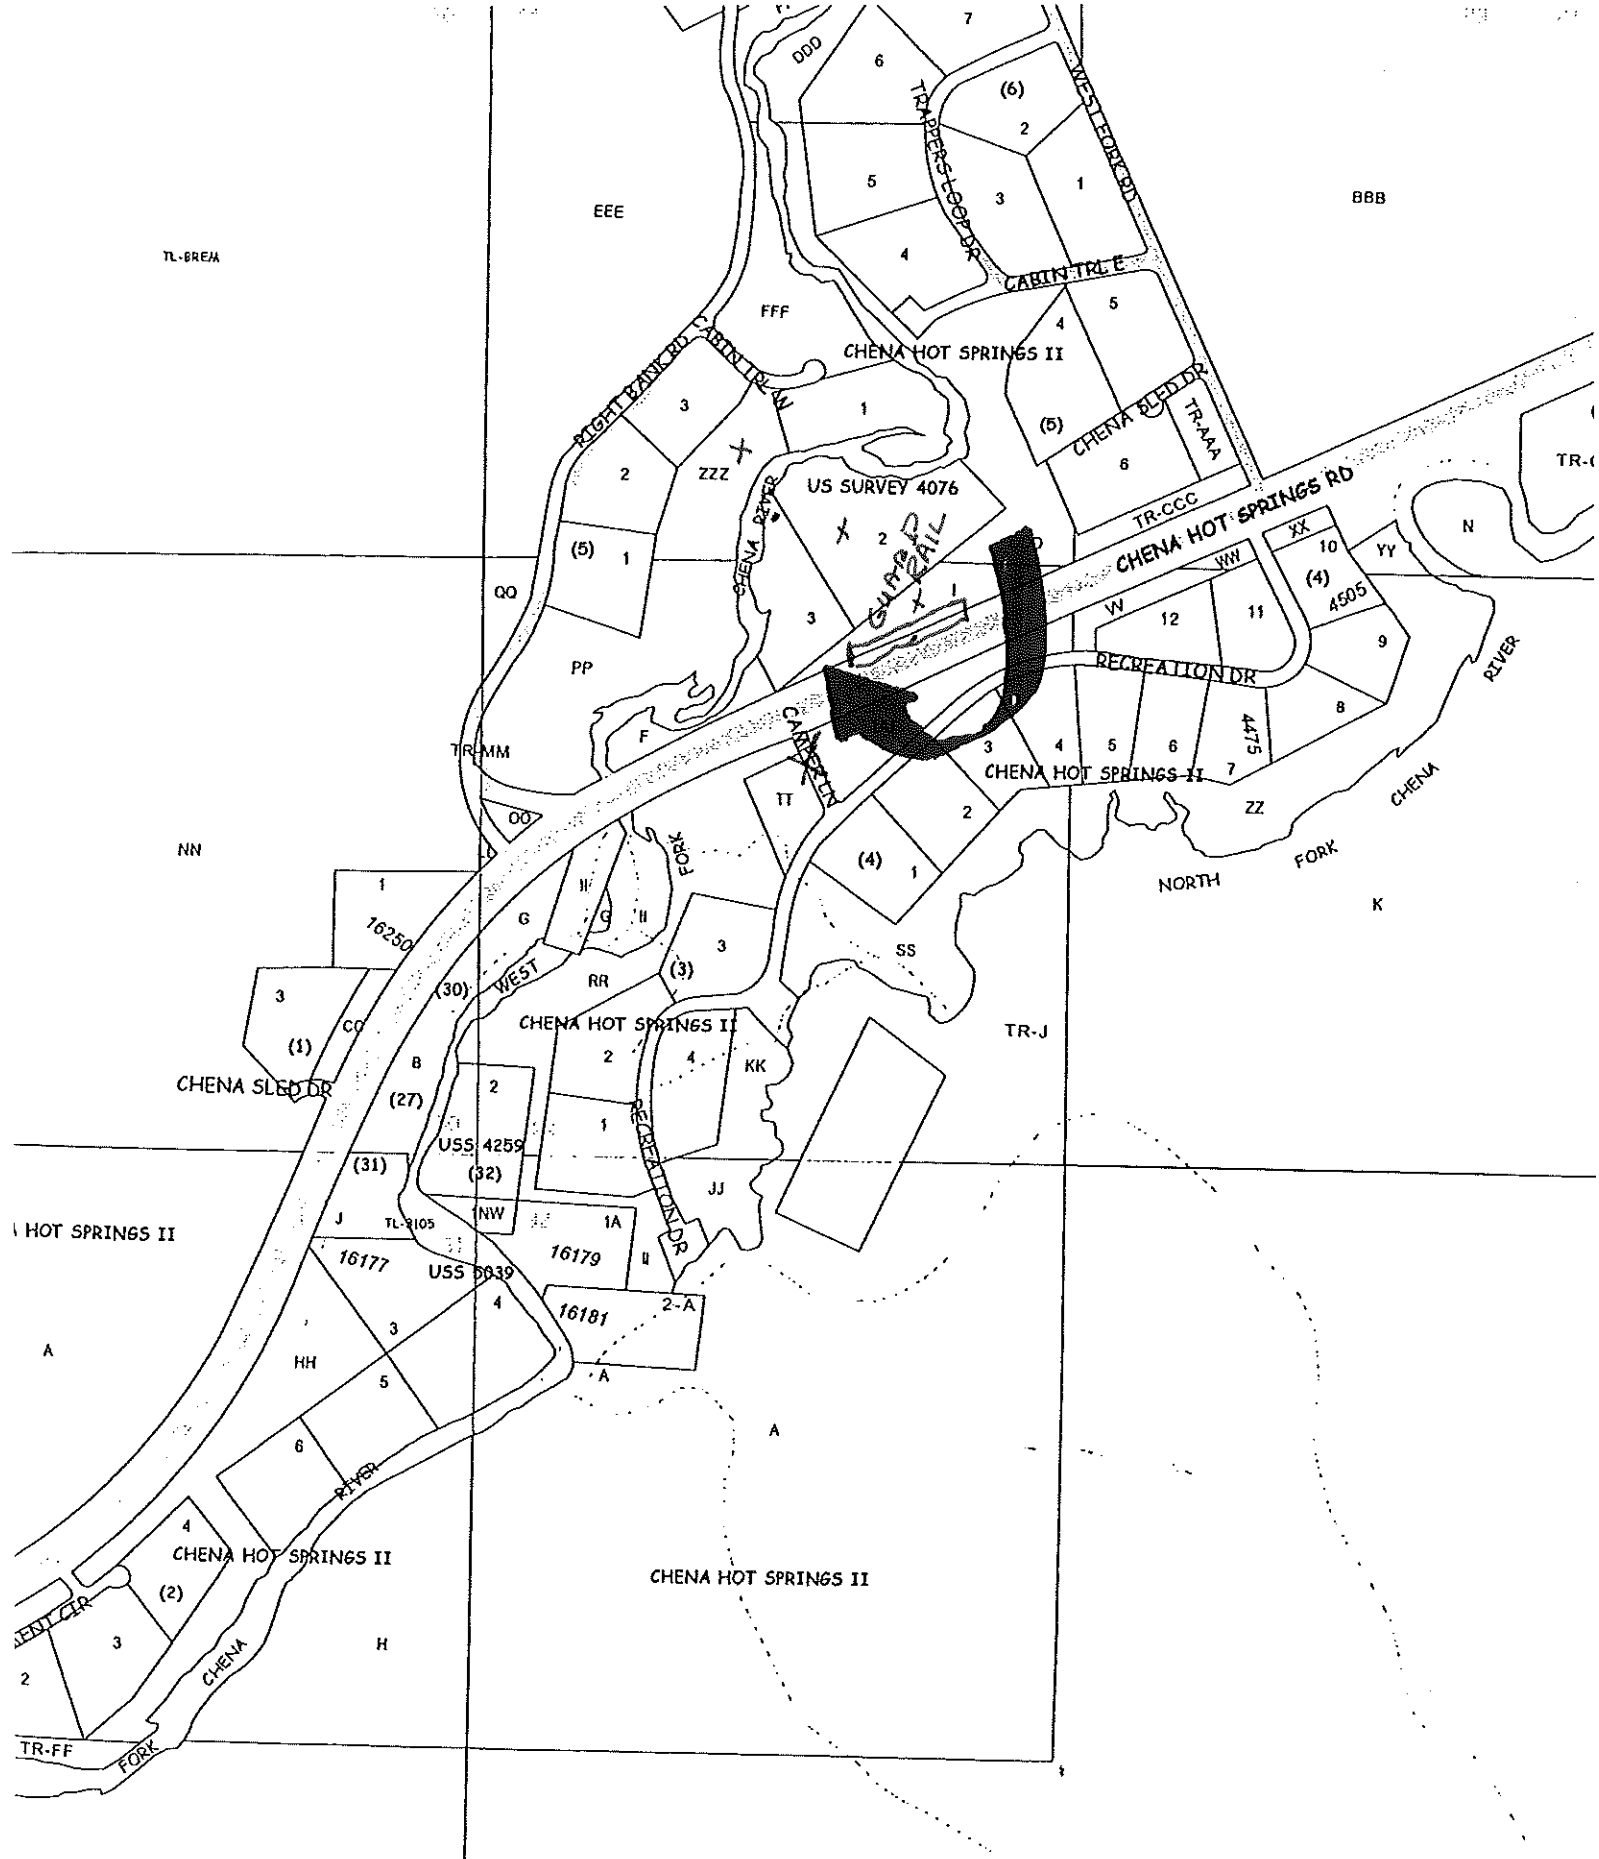 7
DDD
6
(6)
TRAPPERS LOOP DR
WEST FORK RD
2
5
3
1
EEE
BBB
TL-BREM
4
CABIN TRL E
FFF
5
4
CHENA HOT SPRINGS II
RIGHT BANK RD
CABIN TRL W
3
1
CHENA SLED DR
TR-AAA
(5)
2
ZZZ
X
6
US SURVEY 4076
TR-CCC
CHENA HOT SPRINGS RD
CHENA RIVER
X
2
GUARD
RAIL
X
XX
N
(5)
1
10
YY
WW
(4)
4505
QQ
VV
12
11
3
9
RECREATION DR
RIVER
PP
8
CAMPER LN
F
4475
TR-MM
3
4
5
6
7
CHENA HOT SPRINGS II
CHENA
TT
ZZ
2
OO
NN
FORK
FORK
(4)
1
NORTH
1
K
16250
G
G
II
3
SS
WEST
RR
(3)
3
(30)
CC
CHENA HOT SPRINGS II
TR-J
(1)
B
2
4
KK
CHENA SLED DR
2
(27)
1
RECREATION DR
USS 4259
(31)
(32)
JJ
J
TL-3105
1NW
1A
A HOT SPRINGS II
16177
16179
USS 5039
4
16181
2-A
3
A
HH
5
A
A
6
RIVER
4
CHENA HOT SPRINGS II
CHENA HOT SPRINGS II
(2)
3
H
2
CHENA
TR-FF
FORK